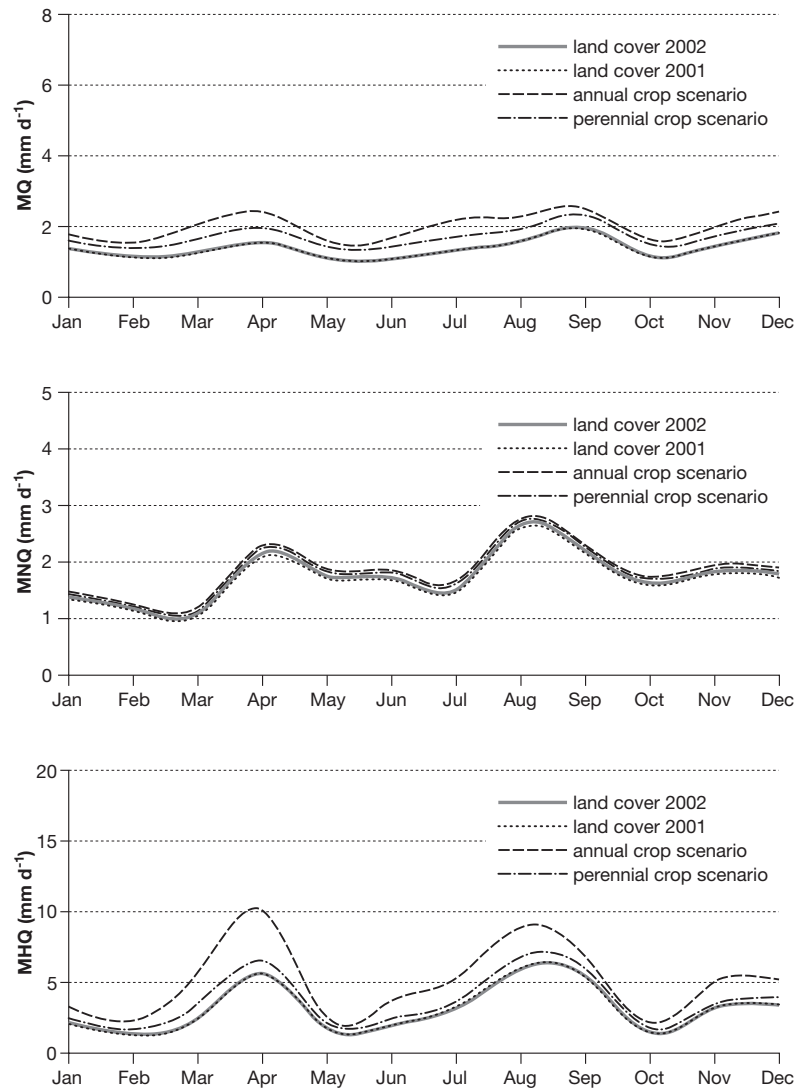 8
6
4
2
0
MQ (mm d-1)
land cover 2002
land cover 2001
annual crop scenario
perennial crop scenario
Jan Feb Mar Apr May Jun Jul Aug Sep Oct Nov Dec
5
4
3
2
1
0
MNQ (mm d-1)
land cover 2002
land cover 2001
annual crop scenario
perennial crop scenario
Jan Feb Mar Apr May Jun Jul Aug Sep Oct Nov Dec
20
15
10
5
0
MHQ (mm d-1)
land cover 2002
land cover 2001
annual crop scenario
perennial crop scenario
Jan Feb Mar Apr May Jun Jul Aug Sep Oct Nov Dec